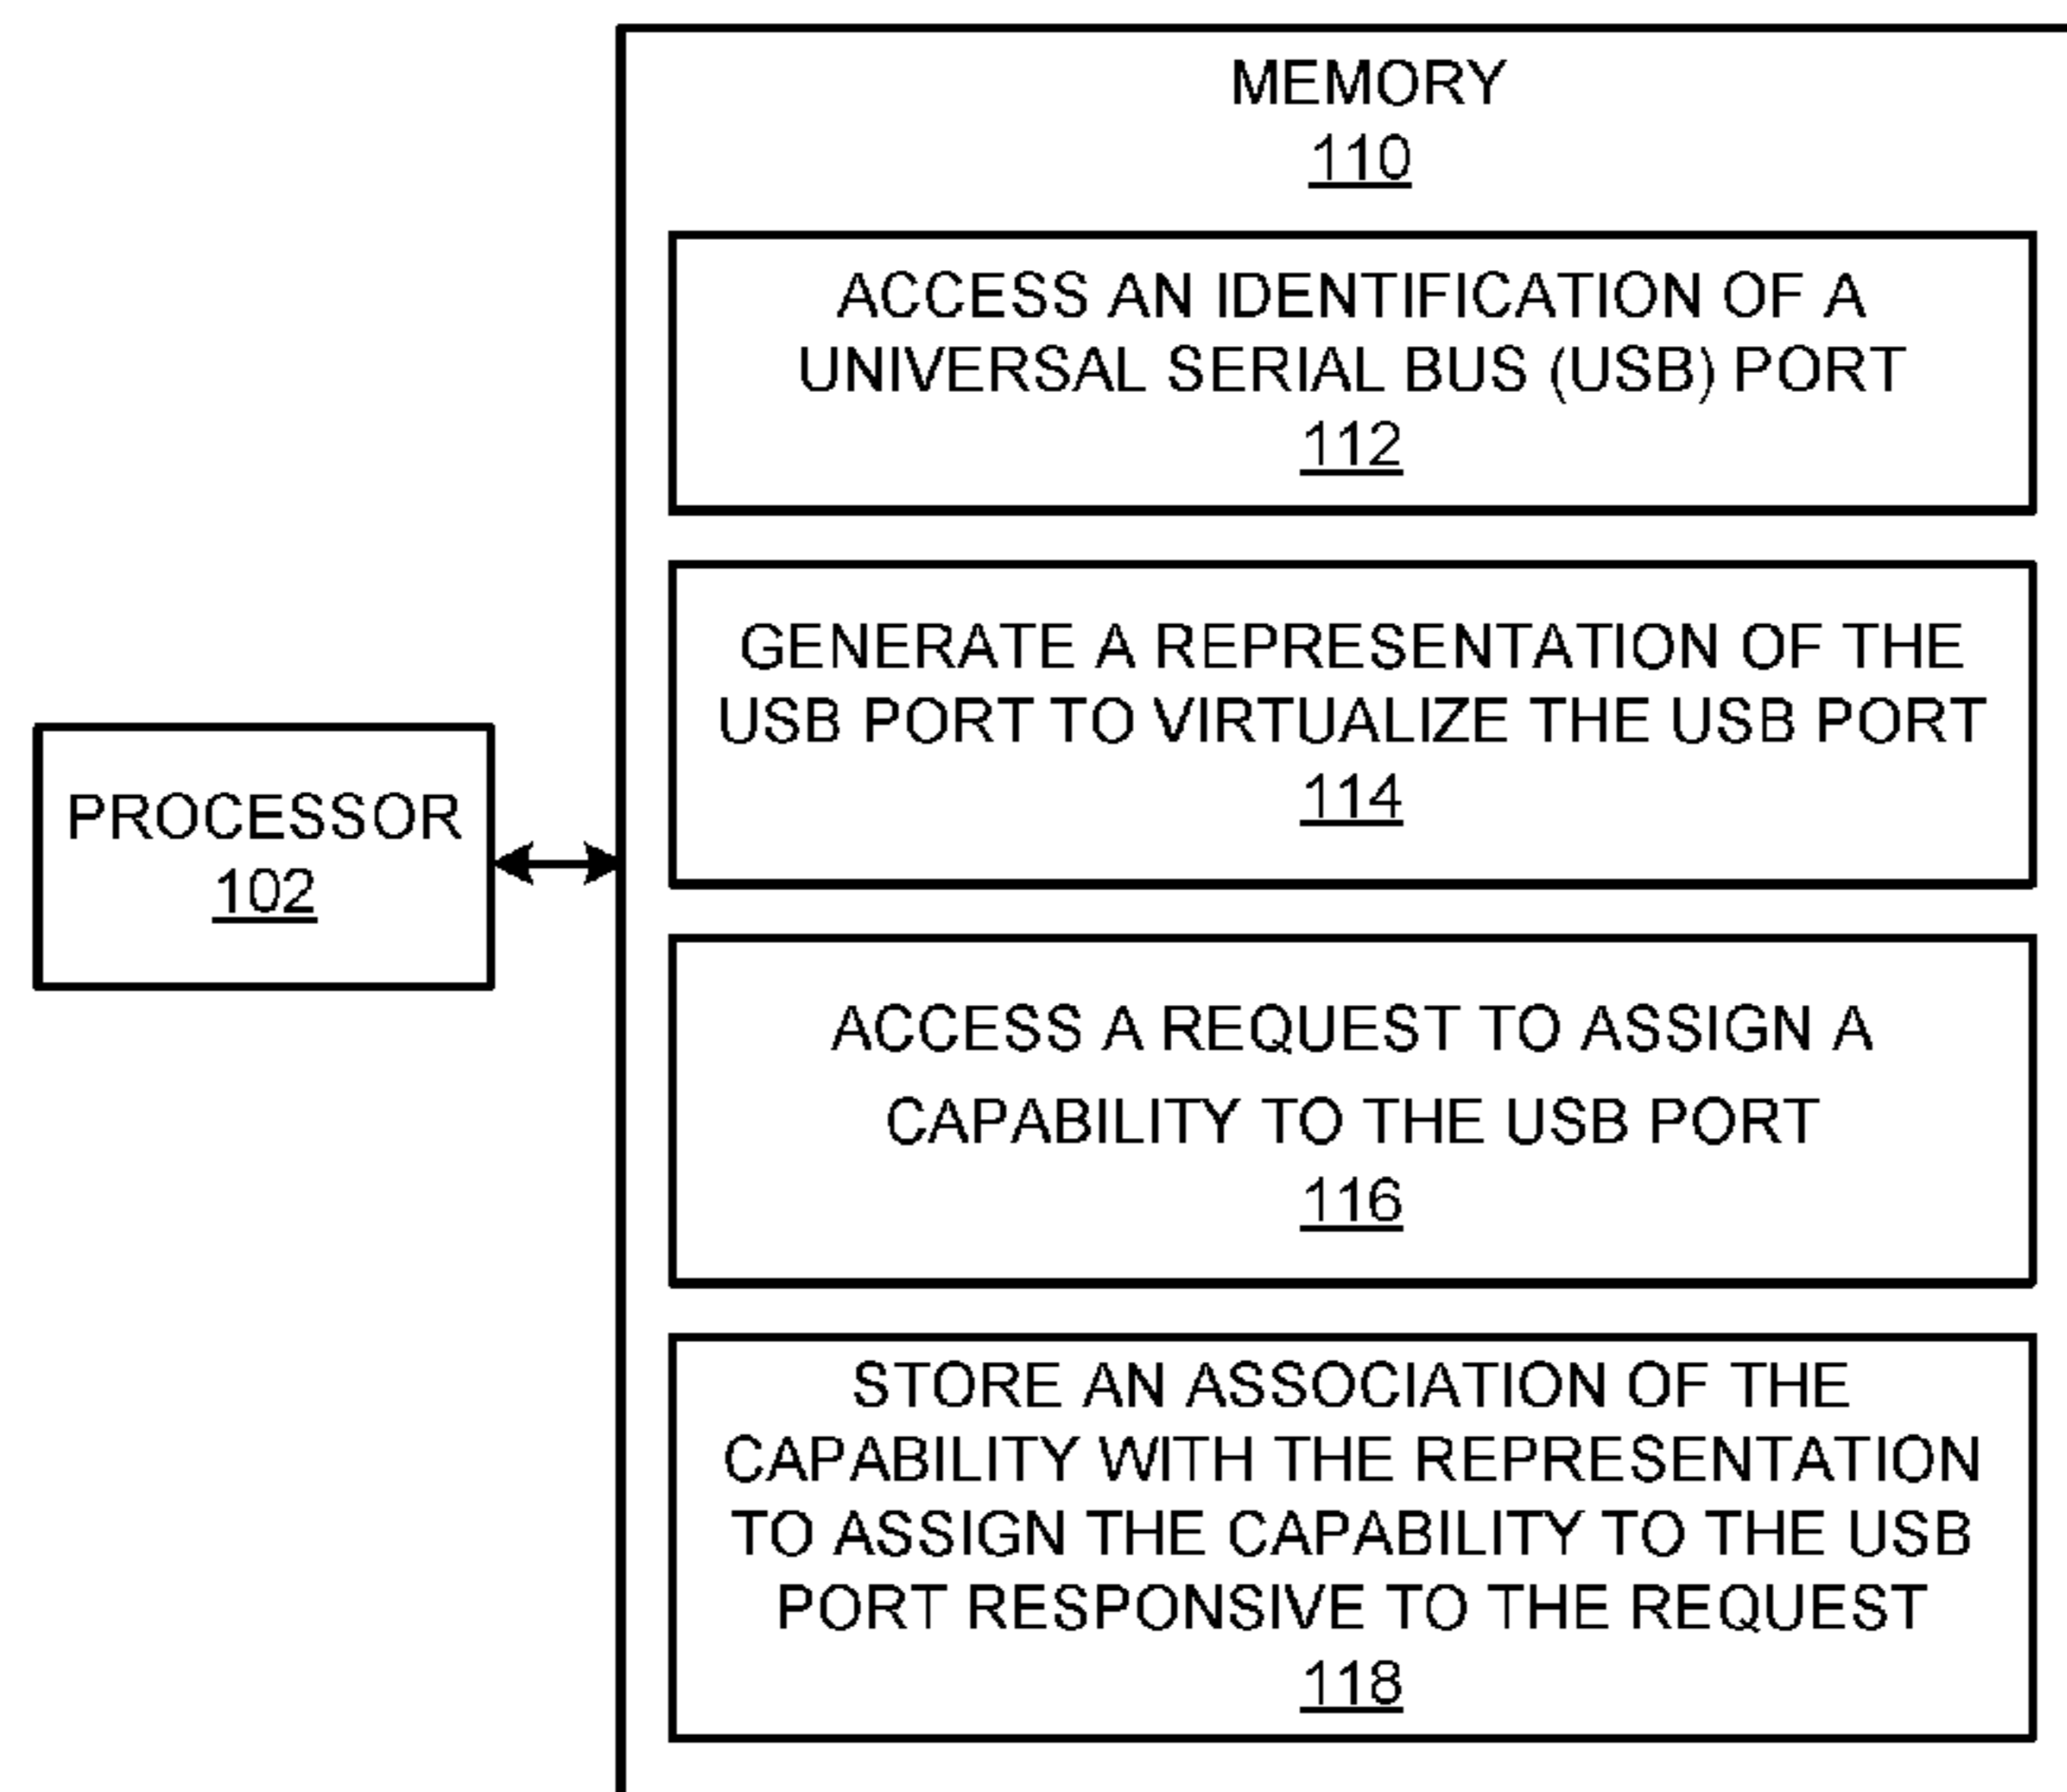 MEMORY
110
ACCESS AN IDENTIFICATION OF A
UNIVERSAL SERIAL BUS (USB) PORT
112
GENERATE A REPRESENTATION OF THE
USB PORT TO VIRTUALIZE THE USB PORT
114
PROCESSOR
102
ACCESS A REQUEST TO ASSIGN A
CAPABILITY TO THE USB PORT
116
STORE AN ASSOCIATION OF THE
CAPABILITY WITH THE REPRESENTATION
TO ASSIGN THE CAPABILITY TO THE USB
PORT RESPONSIVE TO THE REQUEST
118